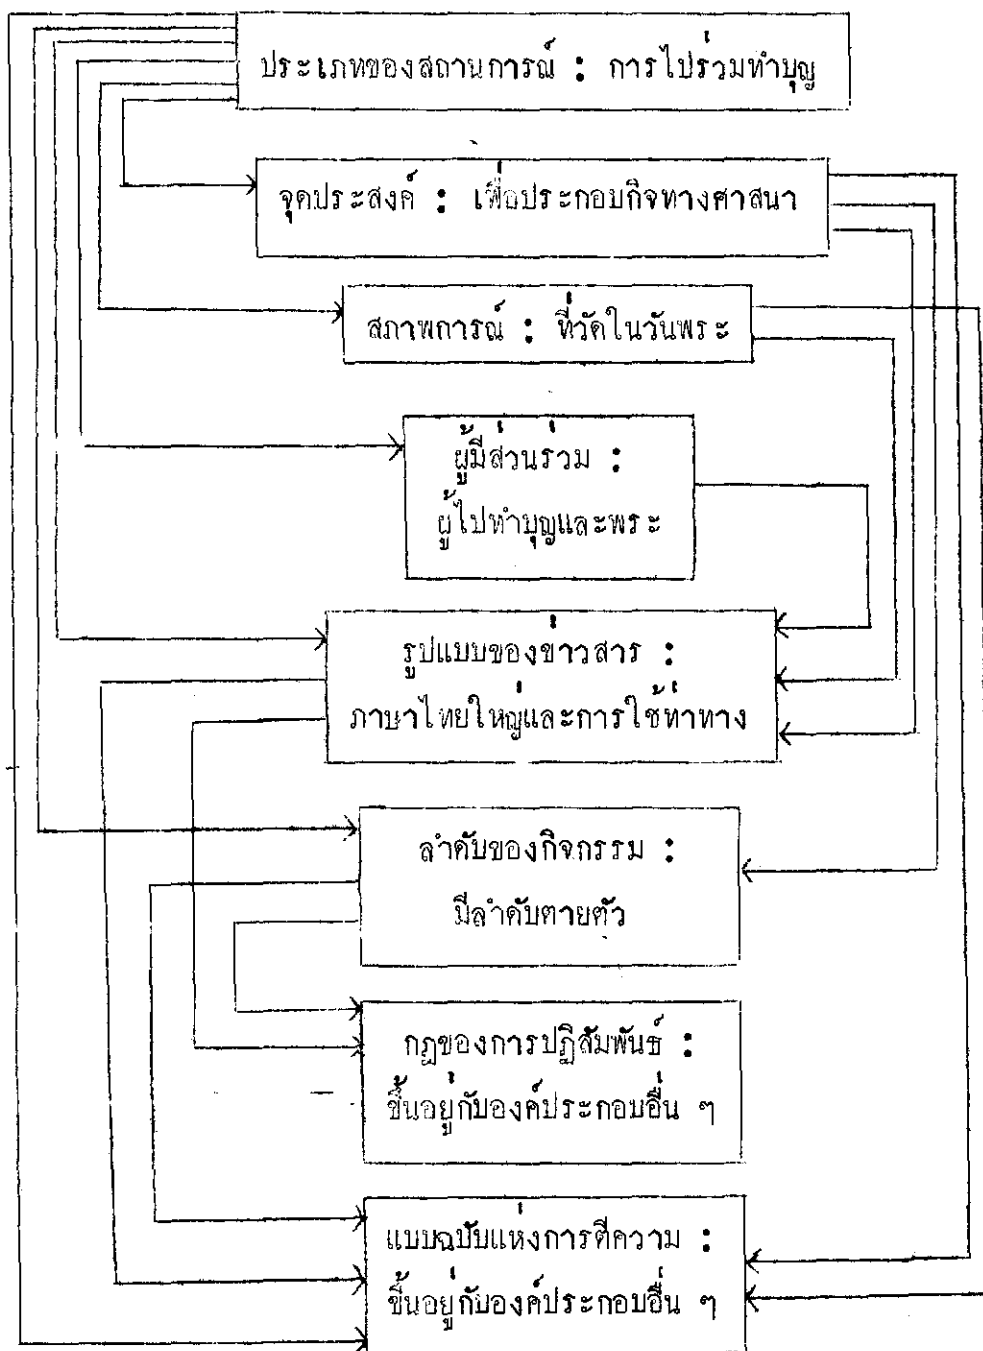 ประเภทของสถานการณ์ : การไปร่วมทำบุญ
จุดประสงค์ : เพื่อประกอบกิจทางศาสนา
สภาพการณ์ : ที่วัดในวันพระ
ผู้มีส่วนร่วม :
ผู้ไปทำบุญและพระ
รูปแบบของข่าวสาร :
ภาษาไทยใหญ่และการใช้ท่าทาง
ลำดับของกิจกรรม :
มีลำดับตายตัว
กฎของการปฏิสัมพันธ์ :
ขึ้นอยู่กับองค์ประกอบอื่น ๆ
แบบฉบับแห่งการตีความ :
ขึ้นอยู่กับองค์ประกอบอื่น ๆ